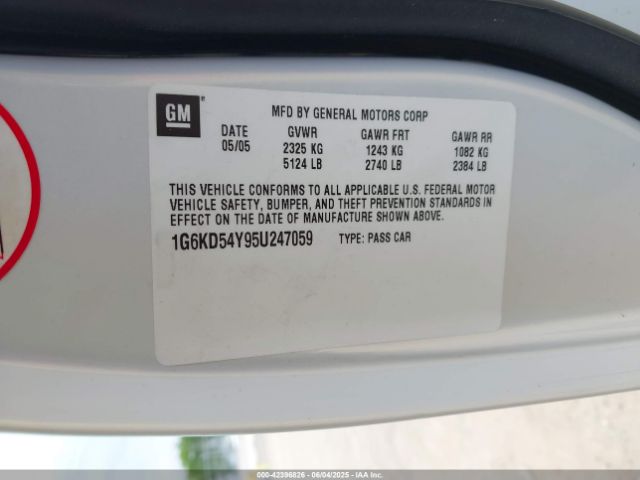 GM
MFD BY GENERAL MOTORS CORP
DATE GVWR GAWR FRT GAWR RR
05/05 2325 KG 1243 KG 1082 KG
5124 LB 2740 LB 2384 LB
THIS VEHICLE CONFORMS TO ALL APPLICABLE U.S. FEDERAL MOTOR
VEHICLE SAFETY, BUMPER, AND THEFT PREVENTION STANDARDS IN
EFFECT ON THE DATE OF MANUFACTURE SHOWN ABOVE.
1G6KD54Y95U247059 TYPE: PASS CAR
000-42396826 - 06/04/2025 - IAAI.COM